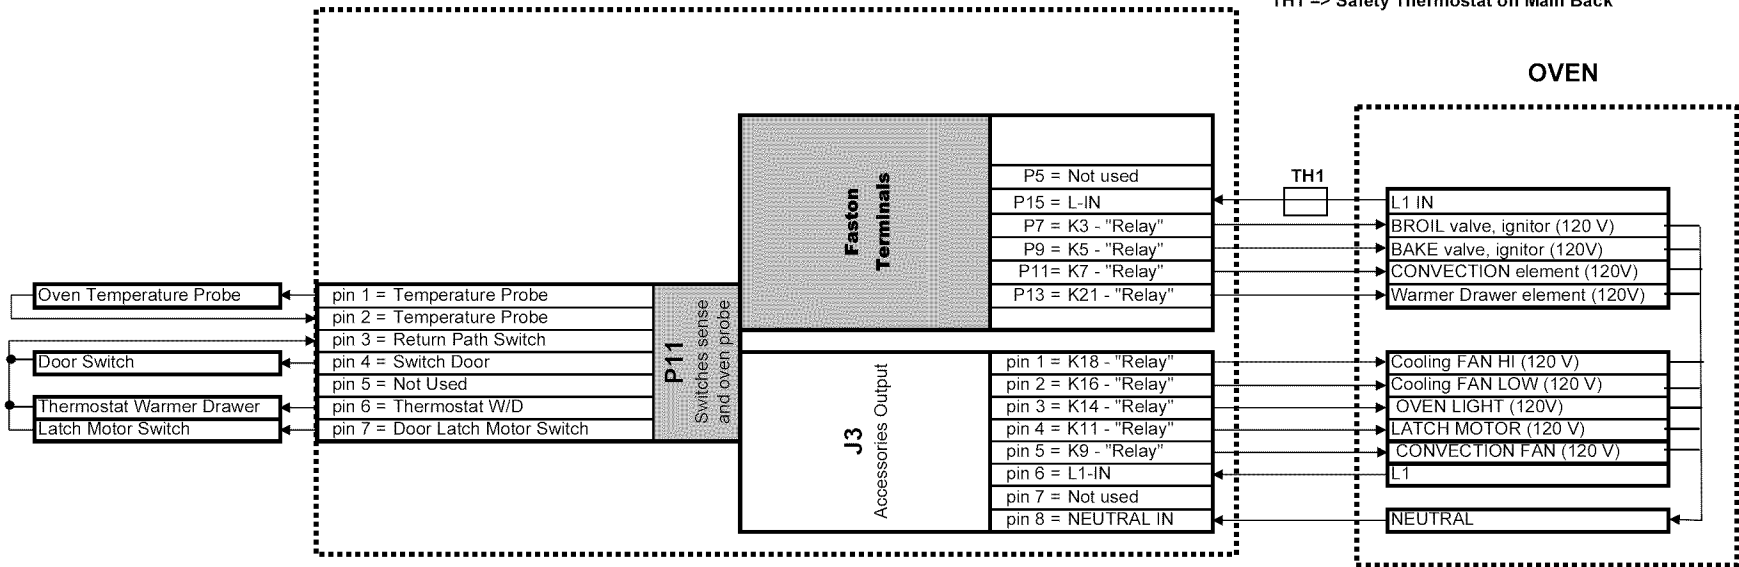 TH1 –> Safety Thermostat on Main Back
OVEN
Faston
Terminals
P5 = Not used
P15 = L-IN
P7 = K3 - "Relay"
P9 = K5 - "Relay"
P11= K7 - "Relay"
P13 = K21 - "Relay"
TH1
L1 IN
BROIL valve, ignitor (120 V)
BAKE valve, ignitor (120V)
CONVECTION element (120V)
Warmer Drawer element (120V)
Oven Temperature Probe
Door Switch
Thermostat Warmer Drawer
Latch Motor Switch
pin 1 = Temperature Probe
pin 2 = Temperature Probe
pin 3 = Return Path Switch
pin 4 = Switch Door
pin 5 = Not Used
pin 6 = Thermostat W/D
pin 7 = Door Latch Motor Switch
P11
Switches sense
and oven probe
J3
Accessories Output
pin 1 = K18 - "Relay"
pin 2 = K16 - "Relay"
pin 3 = K14 - "Relay"
pin 4 = K11 - "Relay"
pin 5 = K9 - "Relay"
pin 6 = L1-IN
pin 7 = Not used
pin 8 = NEUTRAL IN
Cooling FAN HI (120 V)
Cooling FAN LOW (120 V)
OVEN LIGHT (120V)
LATCH MOTOR (120 V)
CONVECTION FAN (120 V)
L1
NEUTRAL